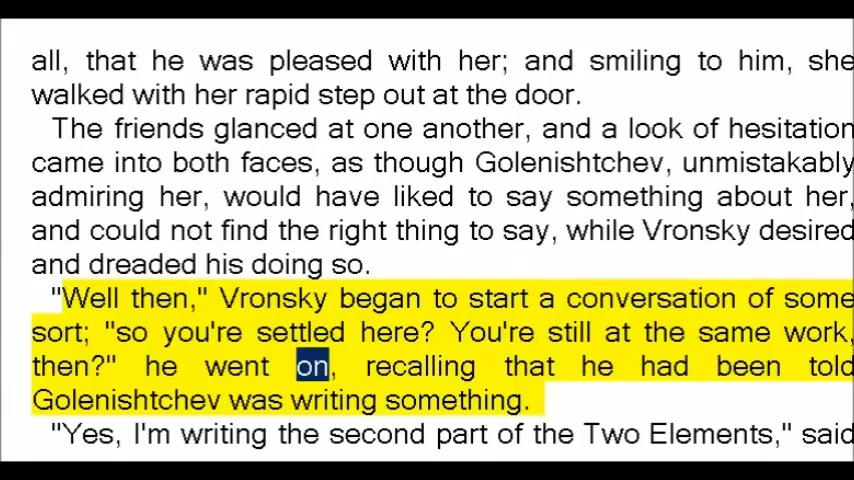 all, that he was pleased with her; and smiling to him, she
walked with her rapid step out at the door.
The friends glanced at one another, and a look of hesitation
came into both faces, as though Golenishtchev, unmistakably
admiring her, would have liked to say something about her,
and could not find the right thing to say, while Vronsky desired
and dreaded his doing so.
"Well then," Vronsky began to start a conversation of some
sort; "so you're settled here? You're still at the same work,
then?" he went on, recalling that he had been told
Golenishtchev was writing something.
"Yes, I'm writing the second part of the Two Elements," said